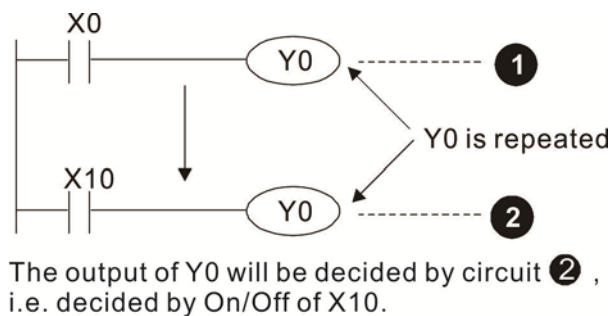 X0
Y0
1
Y0 is repeated
X10
Y0
2
The output of Y0 will be decided by circuit 2 ,
i.e. decided by On/Off of X10.